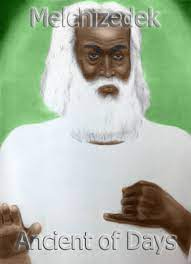 Melchizedek
Ancient of Days